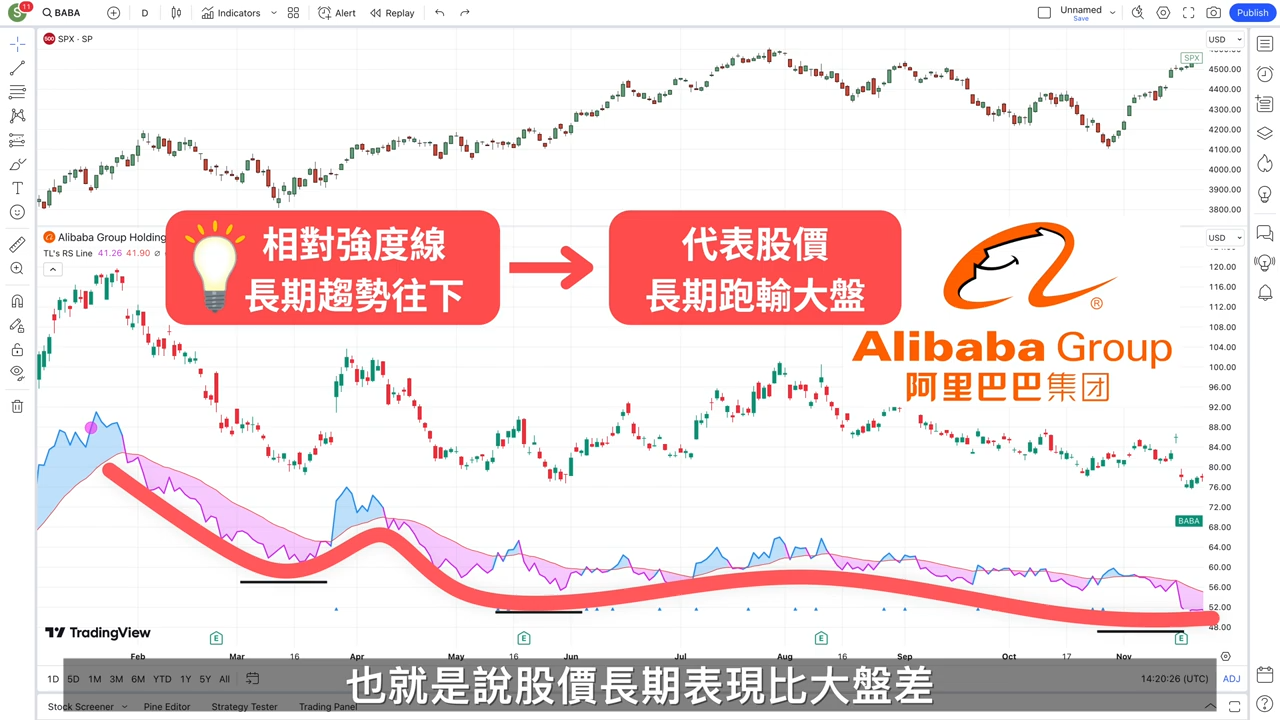 S
11
BABA
D
Indicators
Alert
Replay
Unnamed
Save
Publish
500
SPX · SP
USD
SPX
4500.00
4400.00
4300.00
4200.00
4100.00
4000.00
3900.00
3800.00
Alibaba Group Holding
TL's RS Line 41.26 41.90 ø
相對強度線
長期趨勢往下
代表股價
長期跑輸大盤
®
Alibaba Group
阿里巴巴集团
USD
120.00
116.00
112.00
108.00
104.00
100.00
96.00
92.00
88.00
84.00
80.00
76.00
72.00
BABA
68.00
64.00
60.00
56.00
52.00
48.00
TradingView
E
E
E
E
Feb
Mar
16
Apr
May
16
Jun
Jul
Aug
Sep
Oct
17
Nov
1D 5D 1M 3M 6M YTD 1Y 5Y All
14:20:26 (UTC)
ADJ
也就是說股價長期表現比大盤差
Stock Screener
Pine Editor
Strategy Tester
Trading Panel